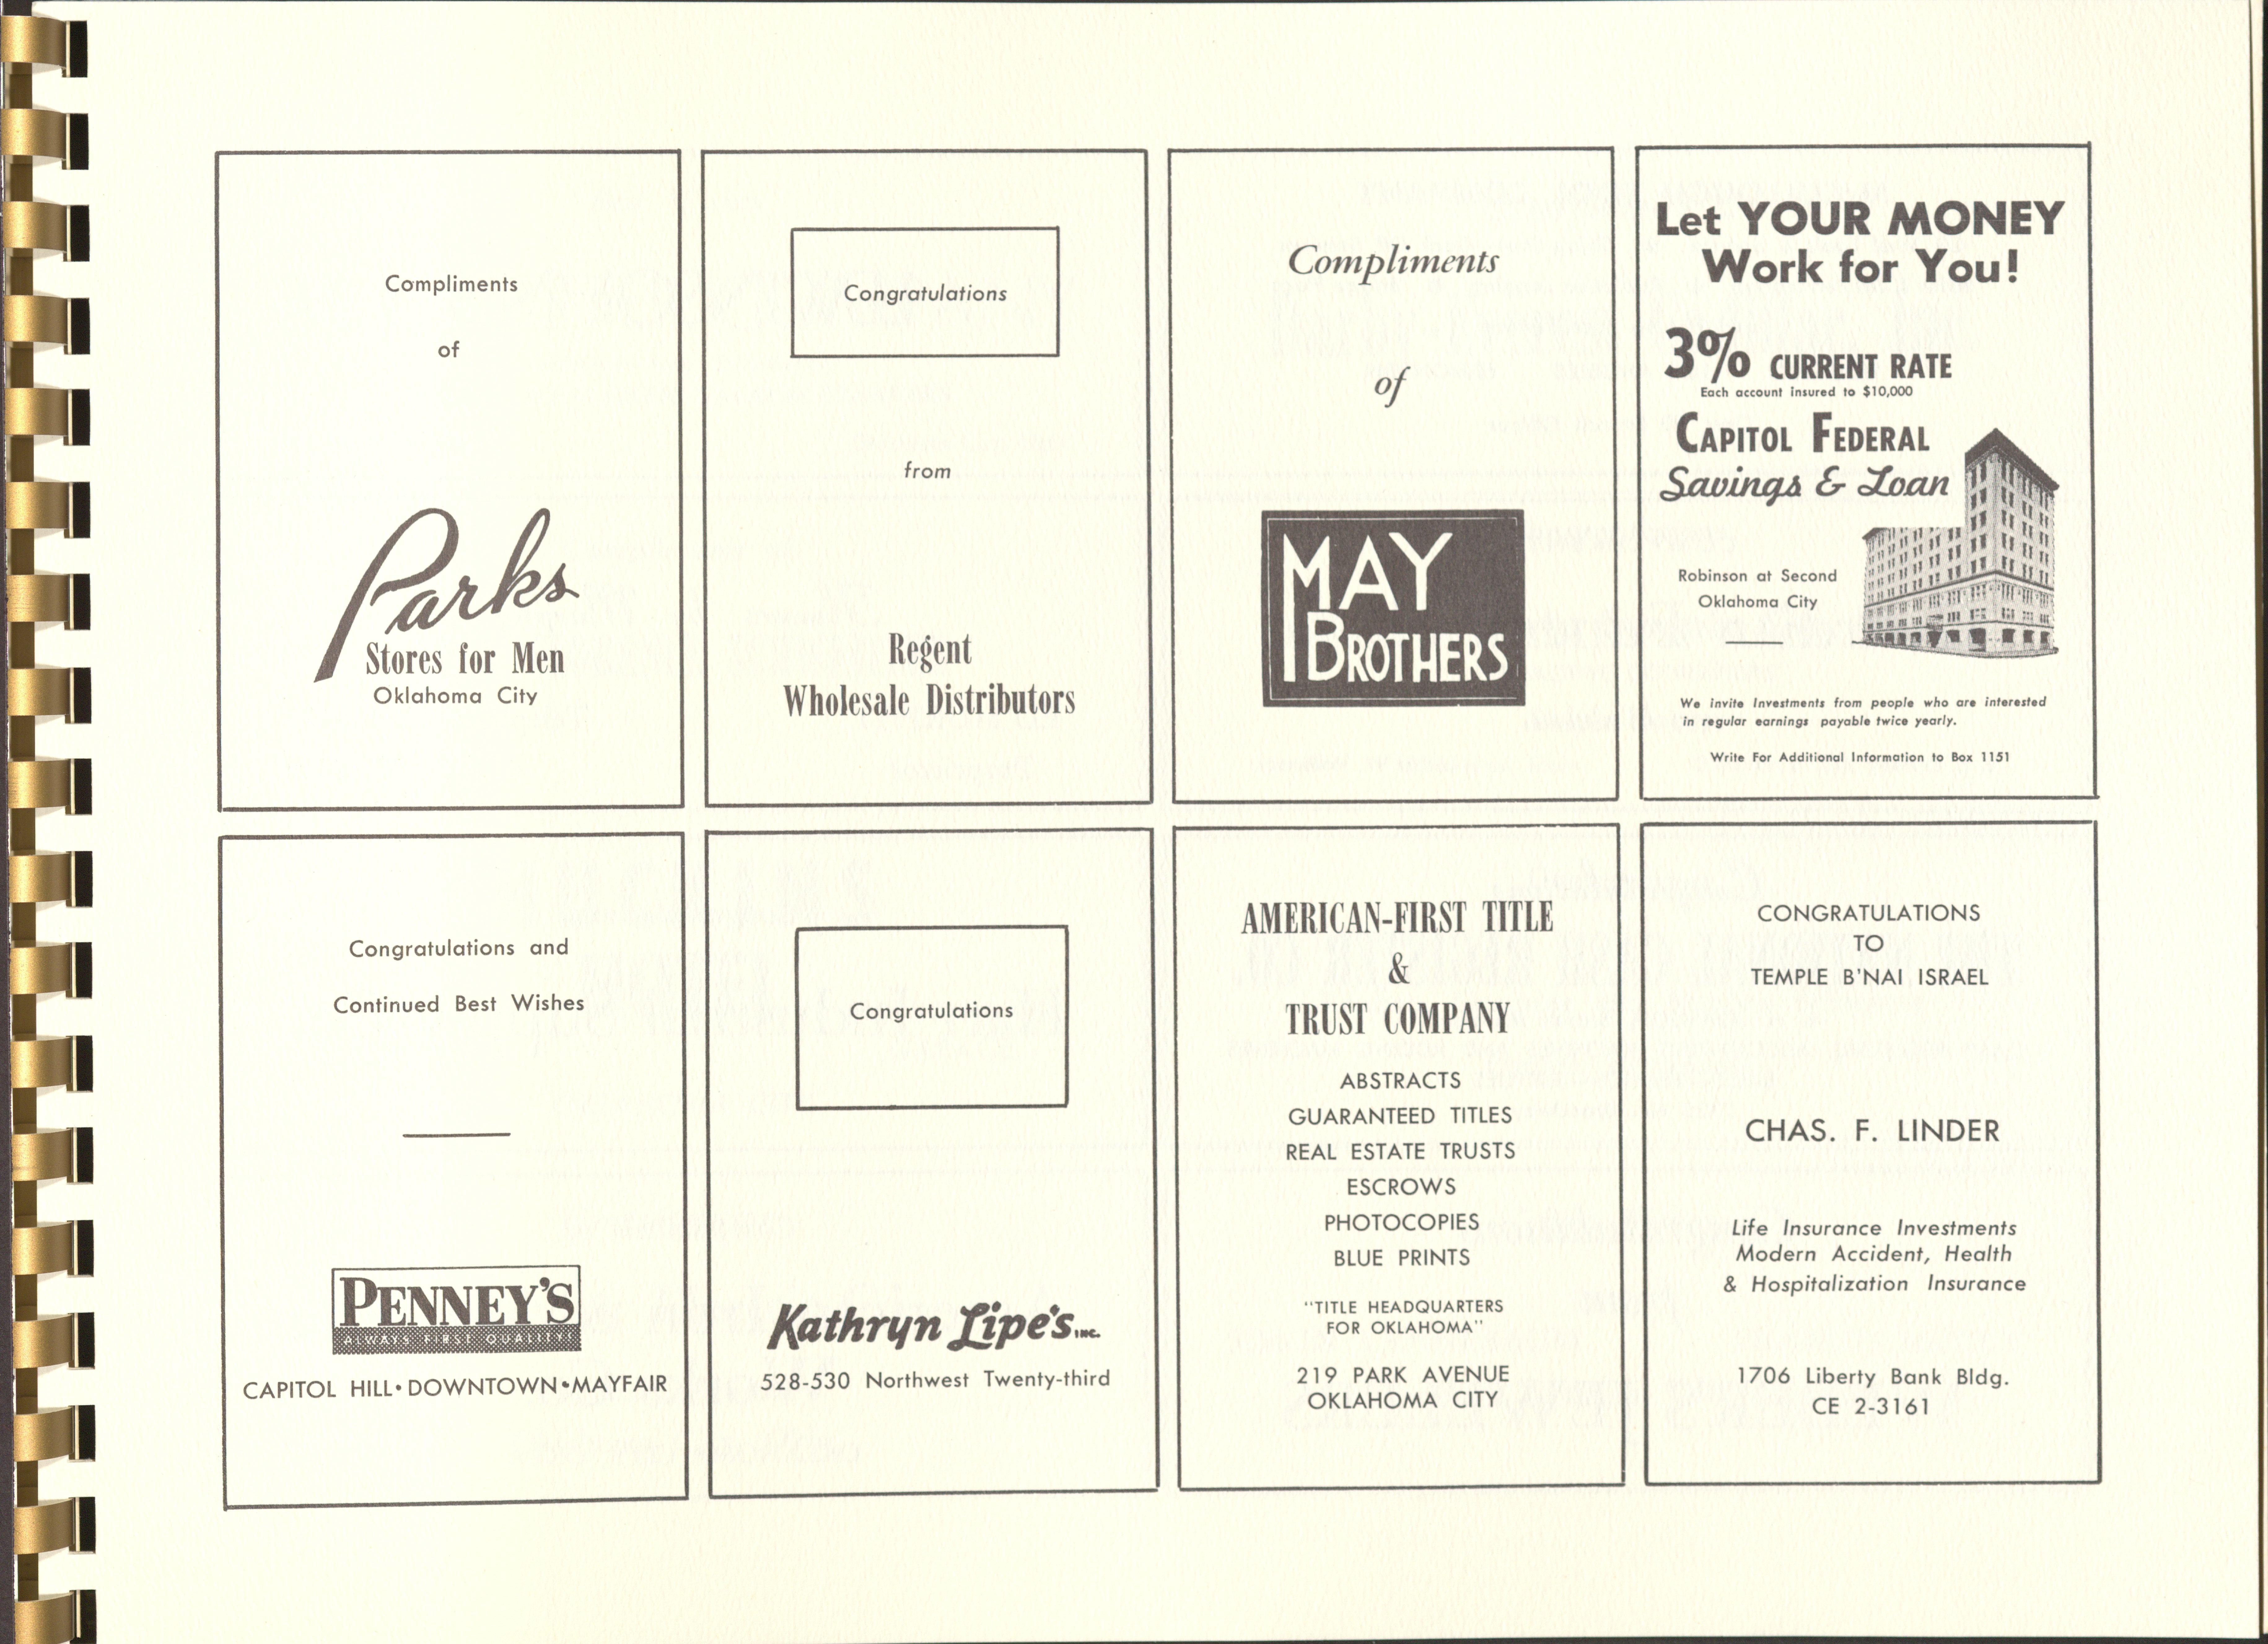 Compliments
of
Parks
Stores for Men
Oklahoma City
Congratulations
from
Regent
Wholesale Distributors
Compliments
of
MAY
BROTHERS
Let YOUR MONEY
Work for You!
3% CURRENT RATE
Each account insured to $10,000
CAPITOL FEDERAL
Savings & Loan
Robinson at Second
Oklahoma City
We invite Investments from people who are interested
in regular earnings payable twice yearly.
Write For Additional Information to Box 1151
Congratulations and
Continued Best Wishes
PENNEY'S
ALWAYS FIRST QUALITY
CAPITOL HILL • DOWNTOWN • MAYFAIR
Congratulations
Kathryn Lipe's INC.
528-530 Northwest Twenty-third
AMERICAN-FIRST TITLE
&
TRUST COMPANY
ABSTRACTS
GUARANTEED TITLES
REAL ESTATE TRUSTS
ESCROWS
PHOTOCOPIES
BLUE PRINTS
"TITLE HEADQUARTERS
FOR OKLAHOMA"
219 PARK AVENUE
OKLAHOMA CITY
CONGRATULATIONS
TO
TEMPLE B'NAI ISRAEL
CHAS. F. LINDER
Life Insurance Investments
Modern Accident, Health
& Hospitalization Insurance
1706 Liberty Bank Bldg.
CE 2-3161